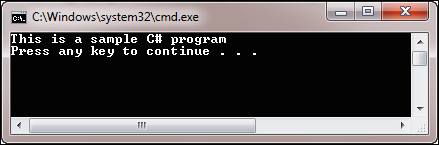 C:\Windows\system32\cmd.exe
This is a sample C# program
Press any key to continue . . .